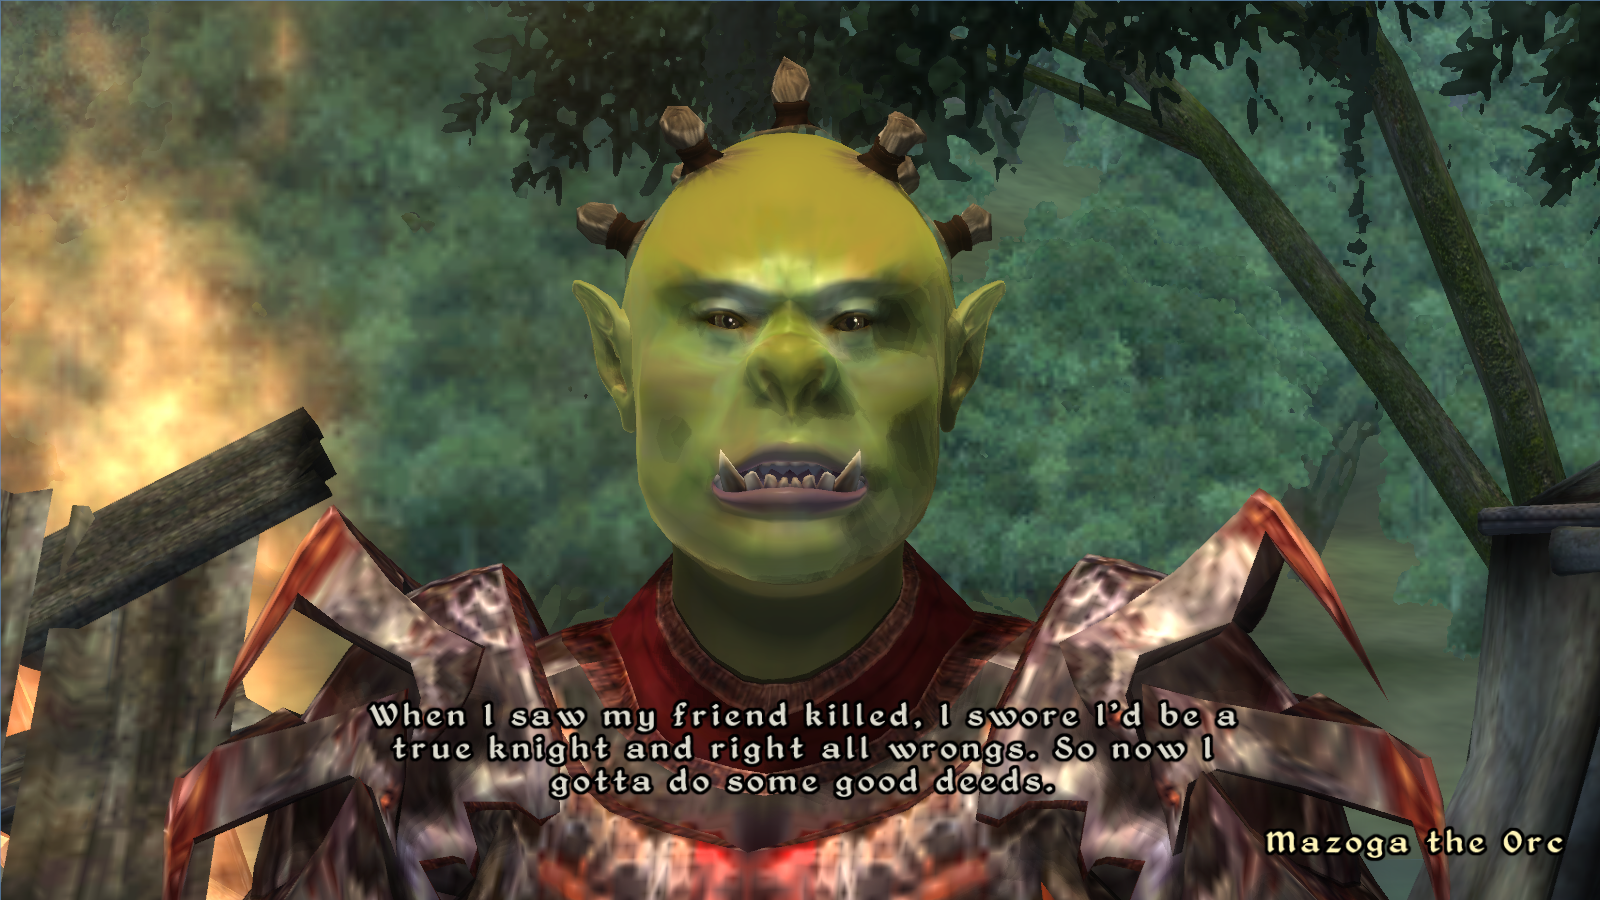 When I saw my friend killed, I swore I'd be a
true knight and right all wrongs. So now I
gotta do some good deeds.
Mazoga the Orc